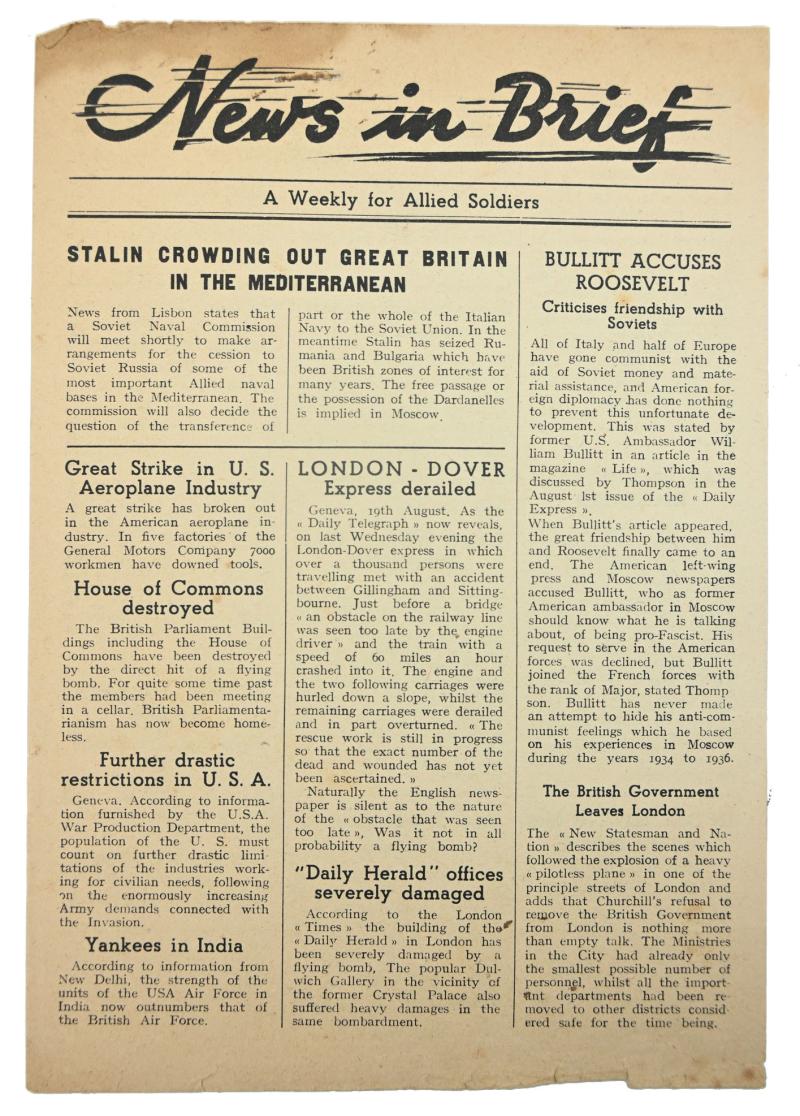 News in Brief
A Weekly for Allied Soldiers
STALIN CROWDING OUT GREAT BRITAIN
IN THE MEDITERRANEAN
News from Lisbon states that
a Soviet Naval Commission
will meet shortly to make ar-
rangements for the cession to
Soviet Russia of some of the
most important Allied naval
bases in the Mediterranean. The
commission will also decide the
question of the transference of
part or the whole of the Italian
Navy to the Soviet Union. In the
meantime Stalin has seized Ru-
mania and Bulgaria which have
been British zones of interest for
many years. The free passage or
the possession of the Dardanelles
is implied in Moscow.
Great Strike in U. S.
Aeroplane Industry
A great strike has broken out
in the American aeroplane in-
dustry. In five factories of the
General Motors Company 7000
workmen have downed tools.
House of Commons
destroyed
The British Parliament Buil-
dings including the House of
Commons have been destroyed
by the direct hit of a flying
bomb. For quite some time past
the members had been meeting
in a cellar. British Parliamenta-
rianism has now become home-
less.
Further drastic
restrictions in U. S. A.
Geneva. According to informa-
tion furnished by the U.S.A.
War Production Department, the
population of the U. S. must
count on further drastic limi-
tations of the industries work-
ing for civilian needs, following
on the enormously increasing
Army demands connected with
the Invasion.
Yankees in India
According to information from
New Delhi, the strength of the
units of the USA Air Force in
India now outnumbers that of
the British Air Force.
LONDON - DOVER
Express derailed
Geneva, 19th August. As the
« Daily Telegraph » now reveals,
on last Wednesday evening the
London-Dover express in which
over a thousand persons were
travelling met with an accident
between Gillingham and Sitting-
bourne. Just before a bridge
« an obstacle on the railway line
was seen too late by the engine
driver » and the train with a
speed of 60 miles an hour
crashed into it. The engine and
the two following carriages were
hurled down a slope, whilst the
remaining carriages were derailed
and in part overturned. « The
rescue work is still in progress
so that the exact number of the
dead and wounded has not yet
been ascertained. »
Naturally the English news-
paper is silent as to the nature
of the « obstacle that was seen
too late », Was it not in all
probability a flying bomb?
"Daily Herald" offices
severely damaged
According to the London
« Times » the building of the
« Daily Herald » in London has
been severely damaged by a
flying bomb, The popular Dul-
wich Gallery in the vicinity of
the former Crystal Palace also
suffered heavy damages in the
same bombardment.
BULLITT ACCUSES
ROOSEVELT
Criticises friendship with
Soviets
All of Italy and half of Europe
have gone communist with the
aid of Soviet money and mate-
rial assistance, and American for-
eign diplomacy has done nothing
to prevent this unfortunate de-
velopment. This was stated by
former U.S. Ambassador Wil-
liam Bullitt in an article in the
magazine « Life », which was
discussed by Thompson in the
August 1st issue of the « Daily
Express ».
When Bullitt's article appeared,
the great friendship between him
and Roosevelt finally came to an
end. The American left-wing
press and Moscow newspapers
accused Bullitt, who as former
American ambassador in Moscow
should know what he is talking
about, of being pro-Fascist. His
request to serve in the American
forces was declined, but Bullitt
joined the French forces with
the rank of Major, stated Thomp
son. Bullitt has never made
an attempt to hide his anti-com-
munist feelings which he based
on his experiences in Moscow
during the years 1934 to 1936.
The British Government
Leaves London
The « New Statesman and Na-
tion » describes the scenes which
followed the explosion of a heavy
« pilotless plane » in one of the
principle streets of London and
adds that Churchill's refusal to
remove the British Government
from London is nothing more
than empty talk. The Ministries
in the City had already only
the smallest possible number of
personnel, whilst all the import-
ant departments had been re-
moved to other districts consid-
ered safe for the time being.